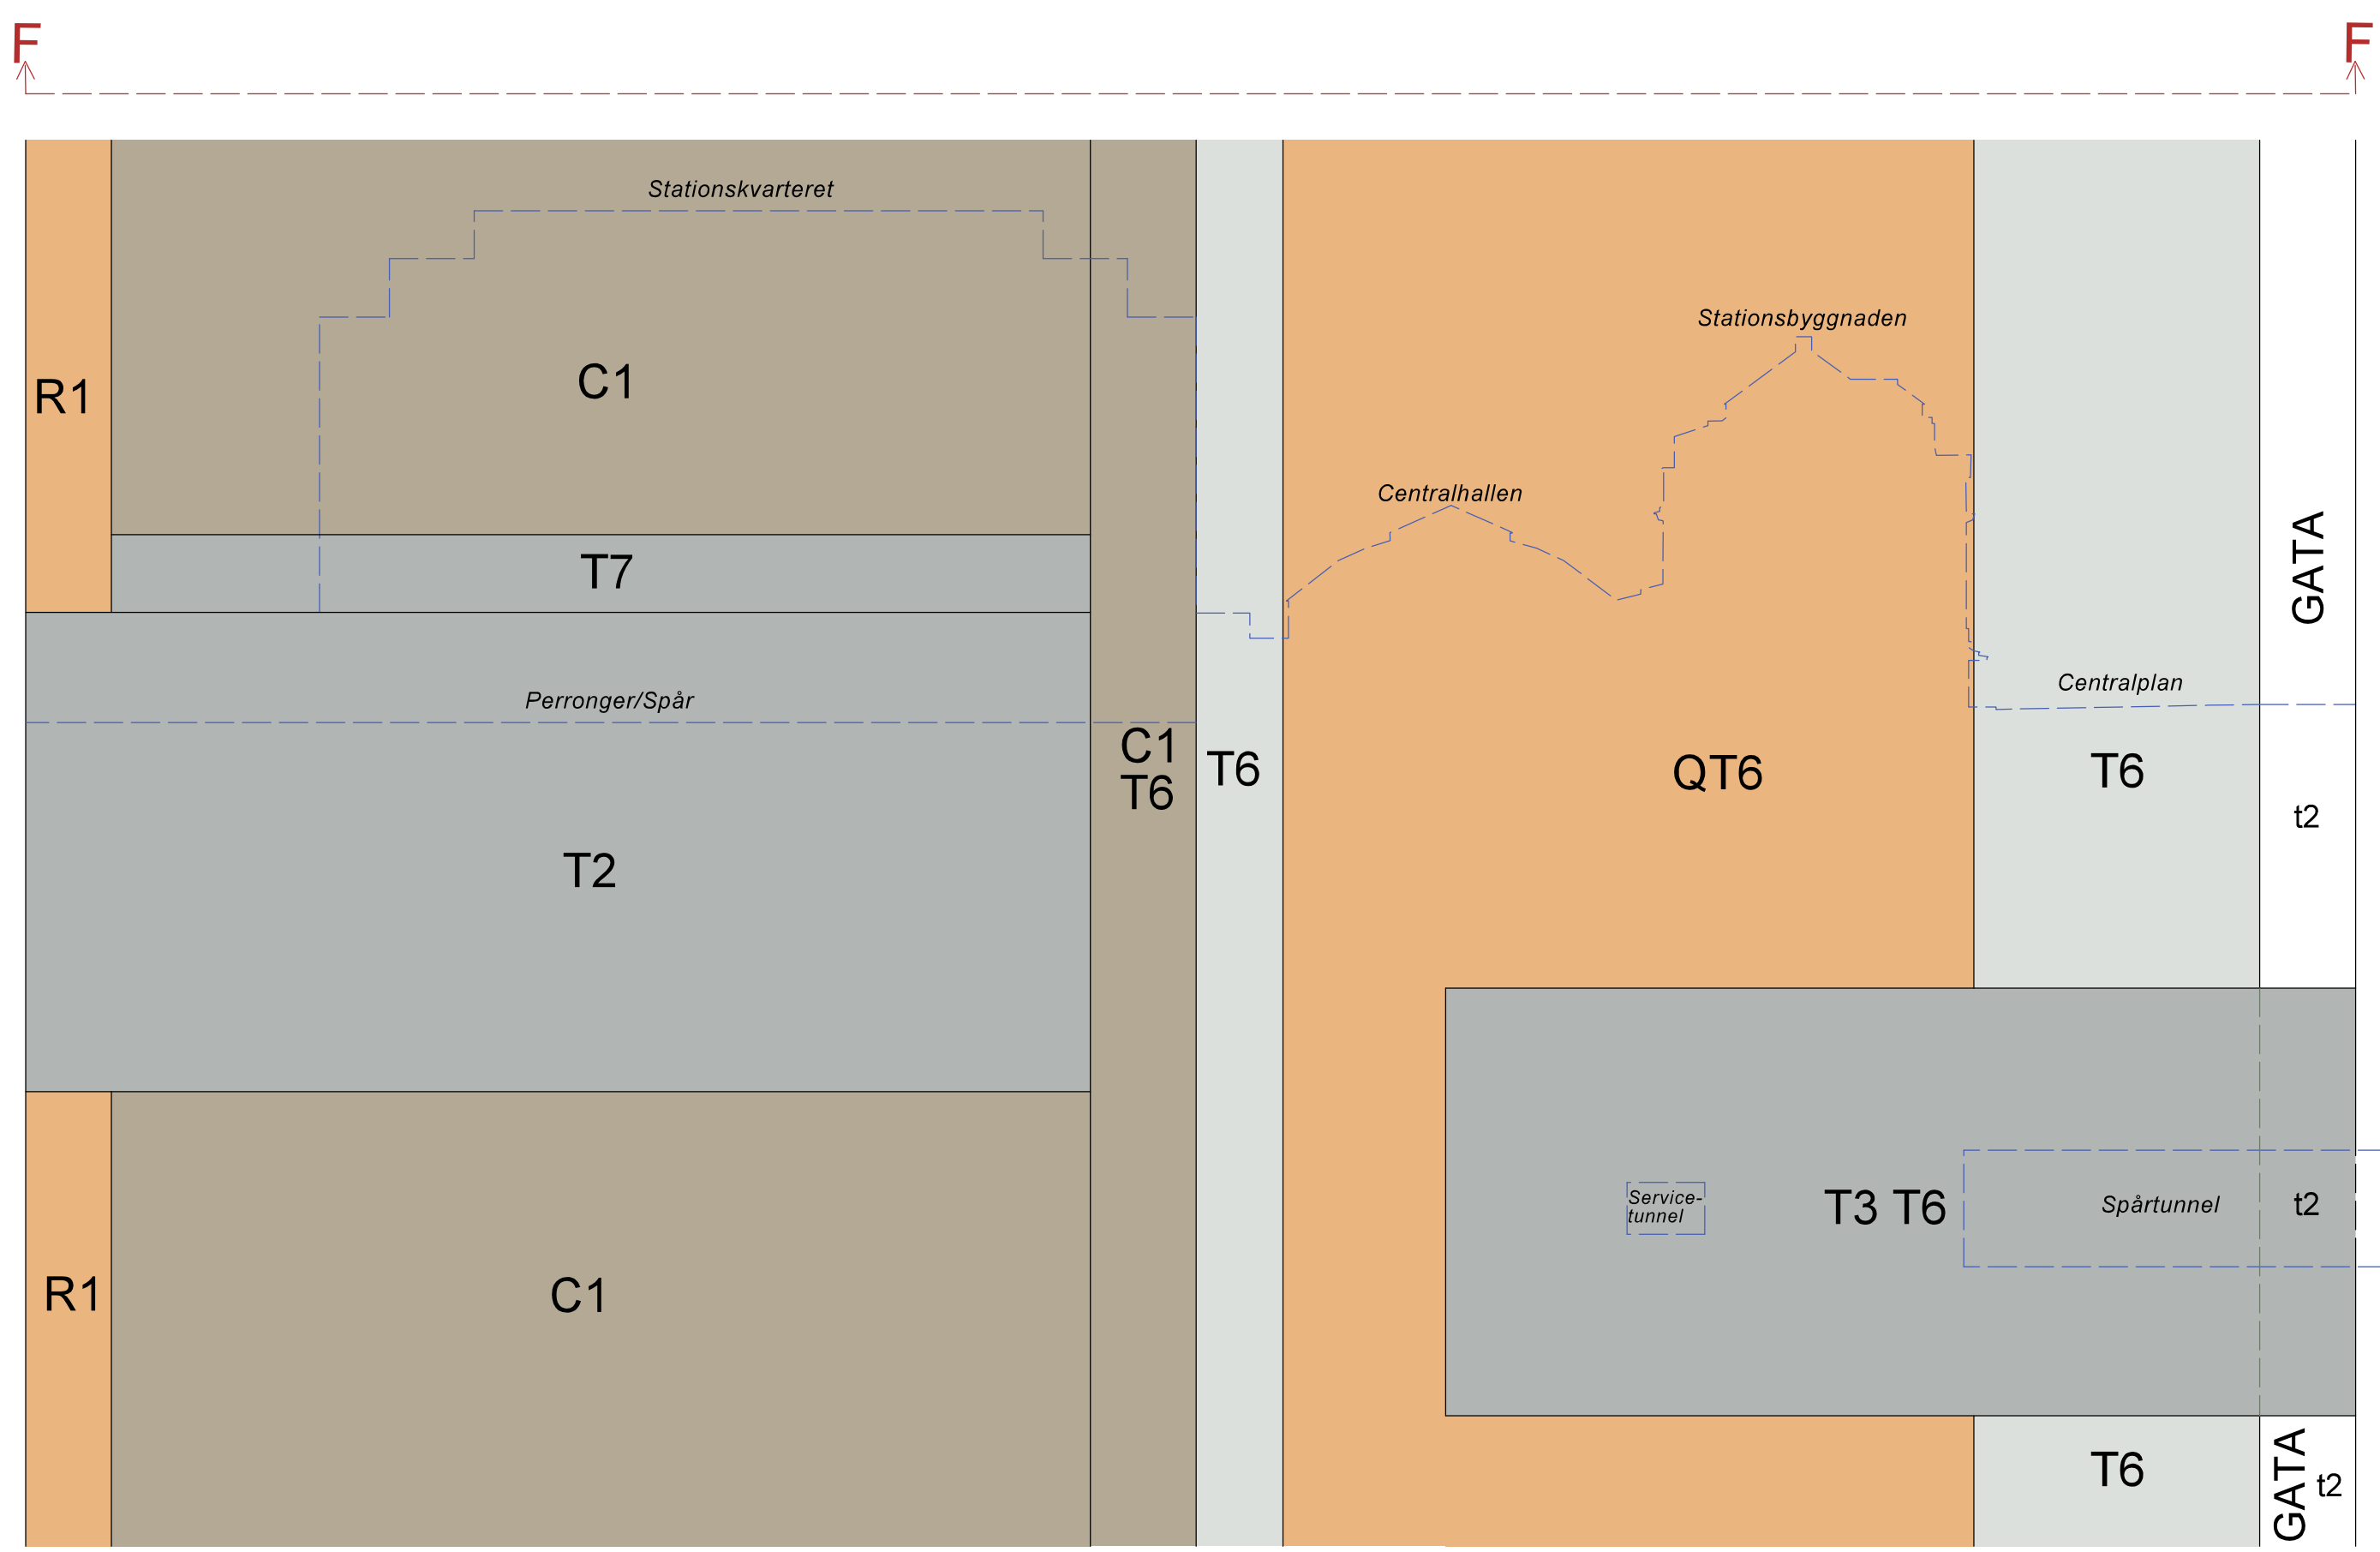 F
F
Stationskvarteret
Stationsbyggnaden
C1
R1
Centralhallen
GATA
T7
Centralplan
Perronger/Spår
C1
T6
T6
QT6
T6
t2
T2
Service-
tunnel
T3 T6
Spårtunnel
t2
R1
C1
T6
GATA
t2